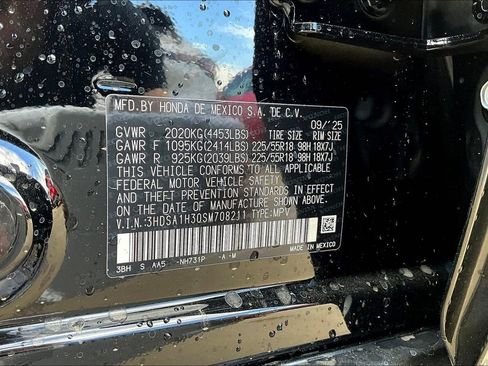 MFD.BY HONDA DE MEXICO S.A. DE C.V.
09/'25
GVWR 2020KG(4453LBS) TIRE SIZE RIM SIZE
GAWR F 1095KG(2414LBS) 225/55R18 98H 18X7J
GAWR R 925KG(2039LBS) 225/55R18 98H 18X7J
THIS VEHICLE CONFORMS TO ALL APPLICABLE
FEDERAL MOTOR VEHICLE SAFETY
AND THEFT PREVENTION STANDARDS IN EFFECT ON
THE DATE OF MANUFACTURE SHOWN ABOVE.
V.I.N.:3HDSA1H30SM708211 TYPE:MPV
3BH S AA5 -NH731P -A -M
MADE IN MEXICO